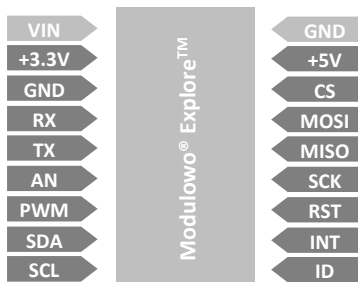 VIN
+3.3V
GND
RX
TX
AN
PWM
SDA
SCL
Modulowo® Explore™
GND
+5V
CS
MOSI
MISO
SCK
RST
INT
ID